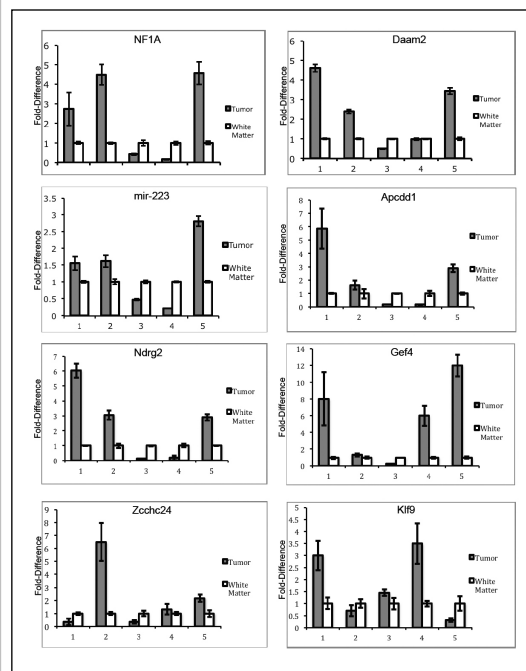 NF1A
Fold-Difference
6
5
4
3
2
1
0
1 2 3 4 5
Tumor
White
Matter
Daam2
Fold-Difference
6
5
4
3
2
1
0
1 2 3 4 5
Tumor
White
Matter
mir-223
Fold-Difference
3.5
3
2.5
2
1.5
1
0.5
0
1 2 3 4 5
Tumor
White
Matter
Apcdd1
Fold-Difference
8
7
6
5
4
3
2
1
0
1 2 3 4 5
Tumor
White
Matter
Ndrg2
Fold-Difference
7
6
5
4
3
2
1
0
1 2 3 4 5
Tumor
White
Matter
Gef4
Fold-Difference
14
12
10
8
6
4
2
0
1 2 3 4 5
Tumor
White
Matter
Zcchc24
Fold-Difference
9
8
7
6
5
4
3
2
1
0
1 2 3 4 5
Tumor
White
Matter
Klf9
Fold-Difference
5
4.5
4
3.5
3
2.5
2
1.5
1
0.5
0
1 2 3 4 5
Tumor
White
Matter